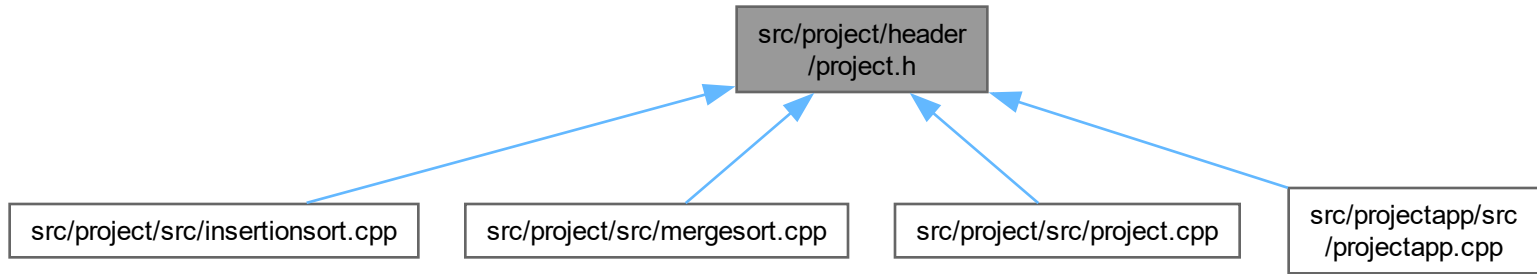 src/project/header
/project.h
src/project/src/insertionsort.cpp
src/project/src/mergesort.cpp
src/project/src/project.cpp
src/projectapp/src
/projectapp.cpp